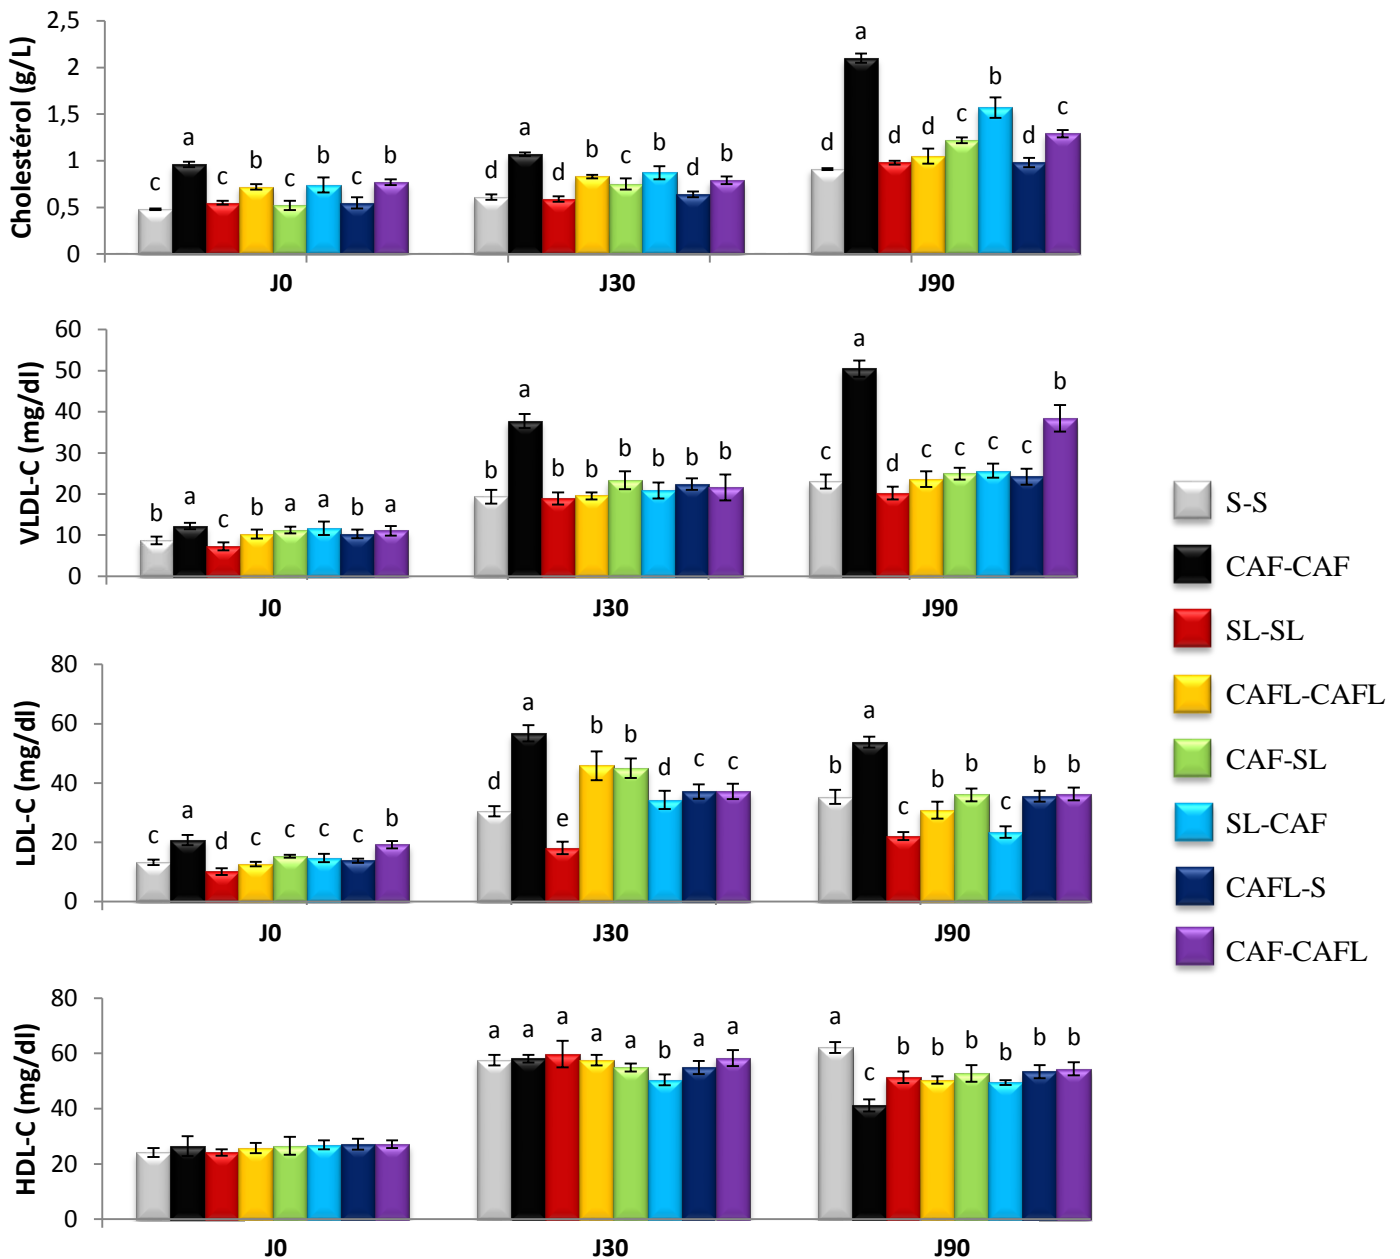 Cholestérol (g/L)
2,5
2
1,5
1
0,5
0
c a c b c b c b
d a d b c b d b
d a d d c b d c
J0 J30 J90
VLDL-C (mg/dl)
60
50
40
30
20
10
0
b a c b a a b a
b a b b b b b b
c a d c c c c b
J0 J30 J90
LDL-C (mg/dl)
80
60
40
20
0
c a d c c c c b
d a e b b d c c
b a c b b c b b
J0 J30 J90
HDL-C (mg/dl)
80
60
40
20
0
a a a a a b a a
a c b b b b b b
J0 J30 J90
S-S
CAF-CAF
SL-SL
CAFL-CAFL
CAF-SL
SL-CAF
CAFL-S
CAF-CAFL